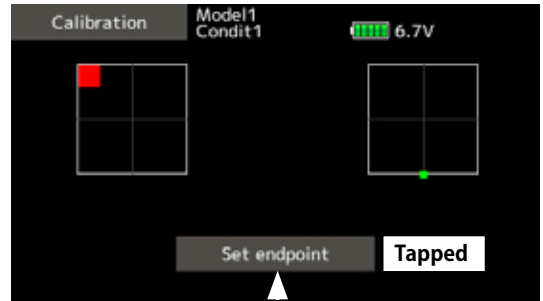 Calibration
Model1
Condit1
6.7V
Set endpoint
Tapped